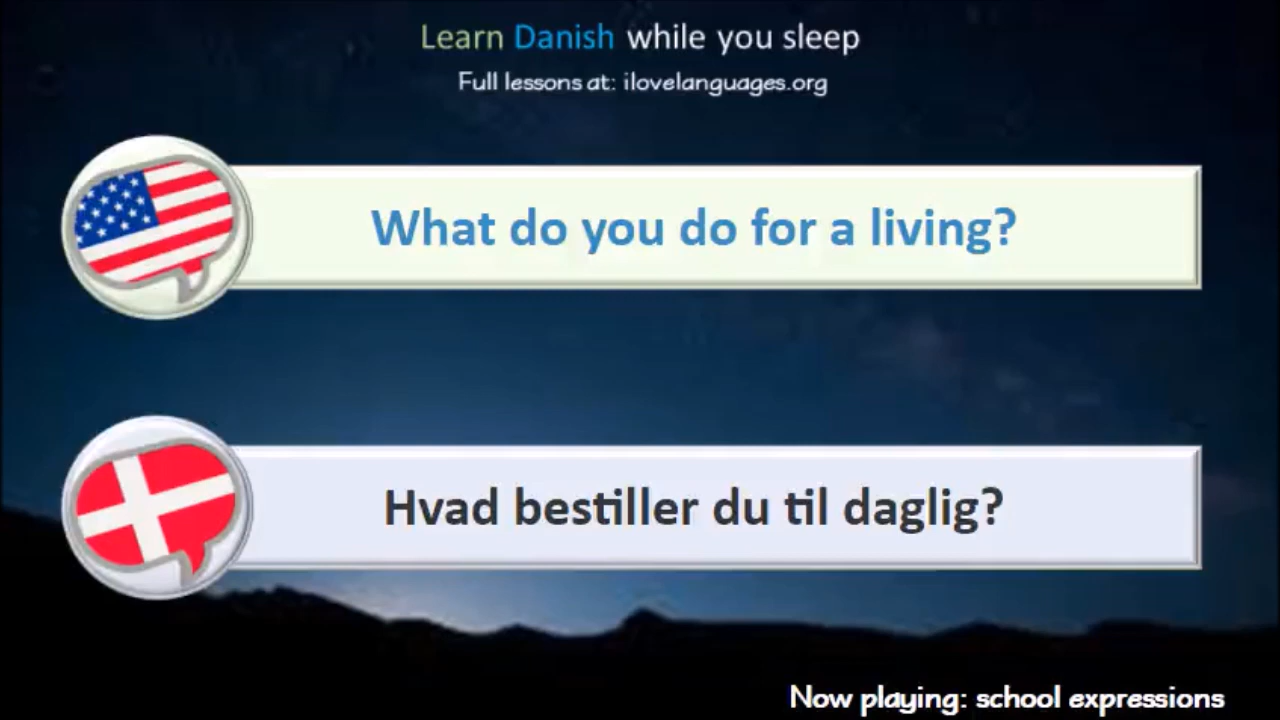 Learn Danish while you sleep
Full lessons at: ilovelanguages.org
What do you do for a living?
Hvad bestiller du til daglig?
Now playing: school expressions